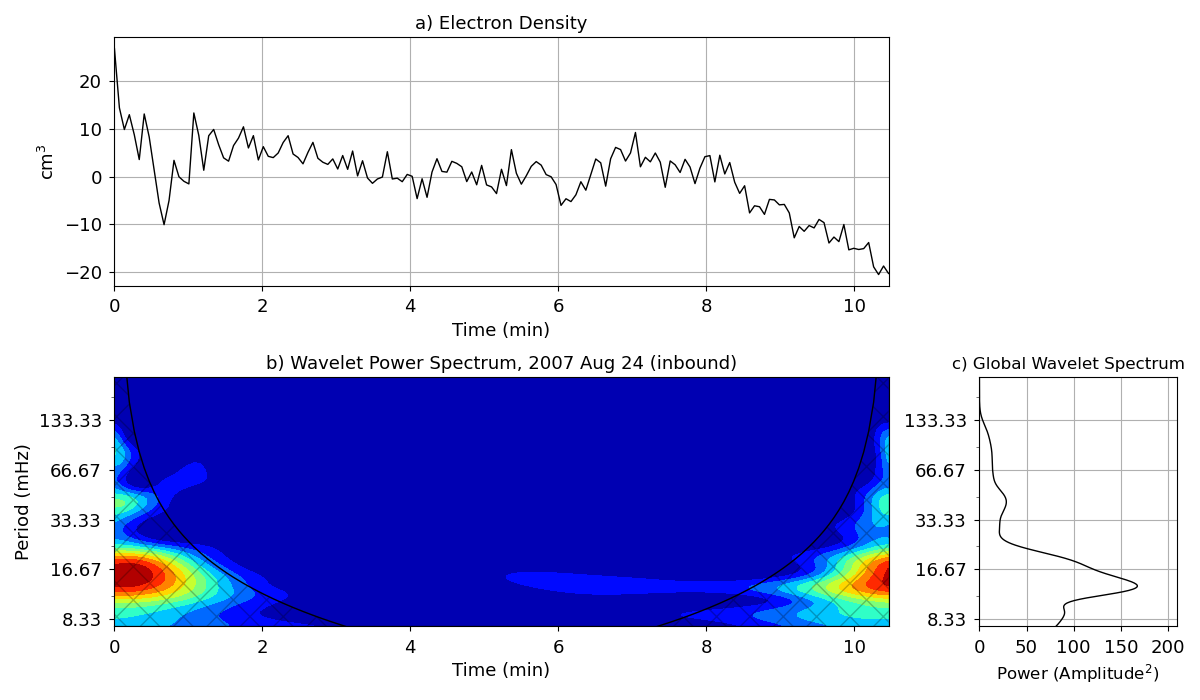 a) Electron Density
20
10
0
−10
−20
cm³
0 2 4 6 8 10
Time (min)
b) Wavelet Power Spectrum, 2007 Aug 24 (inbound)
133.33
66.67
33.33
16.67
8.33
Period (mHz)
0 2 4 6 8 10
Time (min)
c) Global Wavelet Spectrum
133.33
66.67
33.33
16.67
8.33
0 50 100 150 200
Power (Amplitude²)